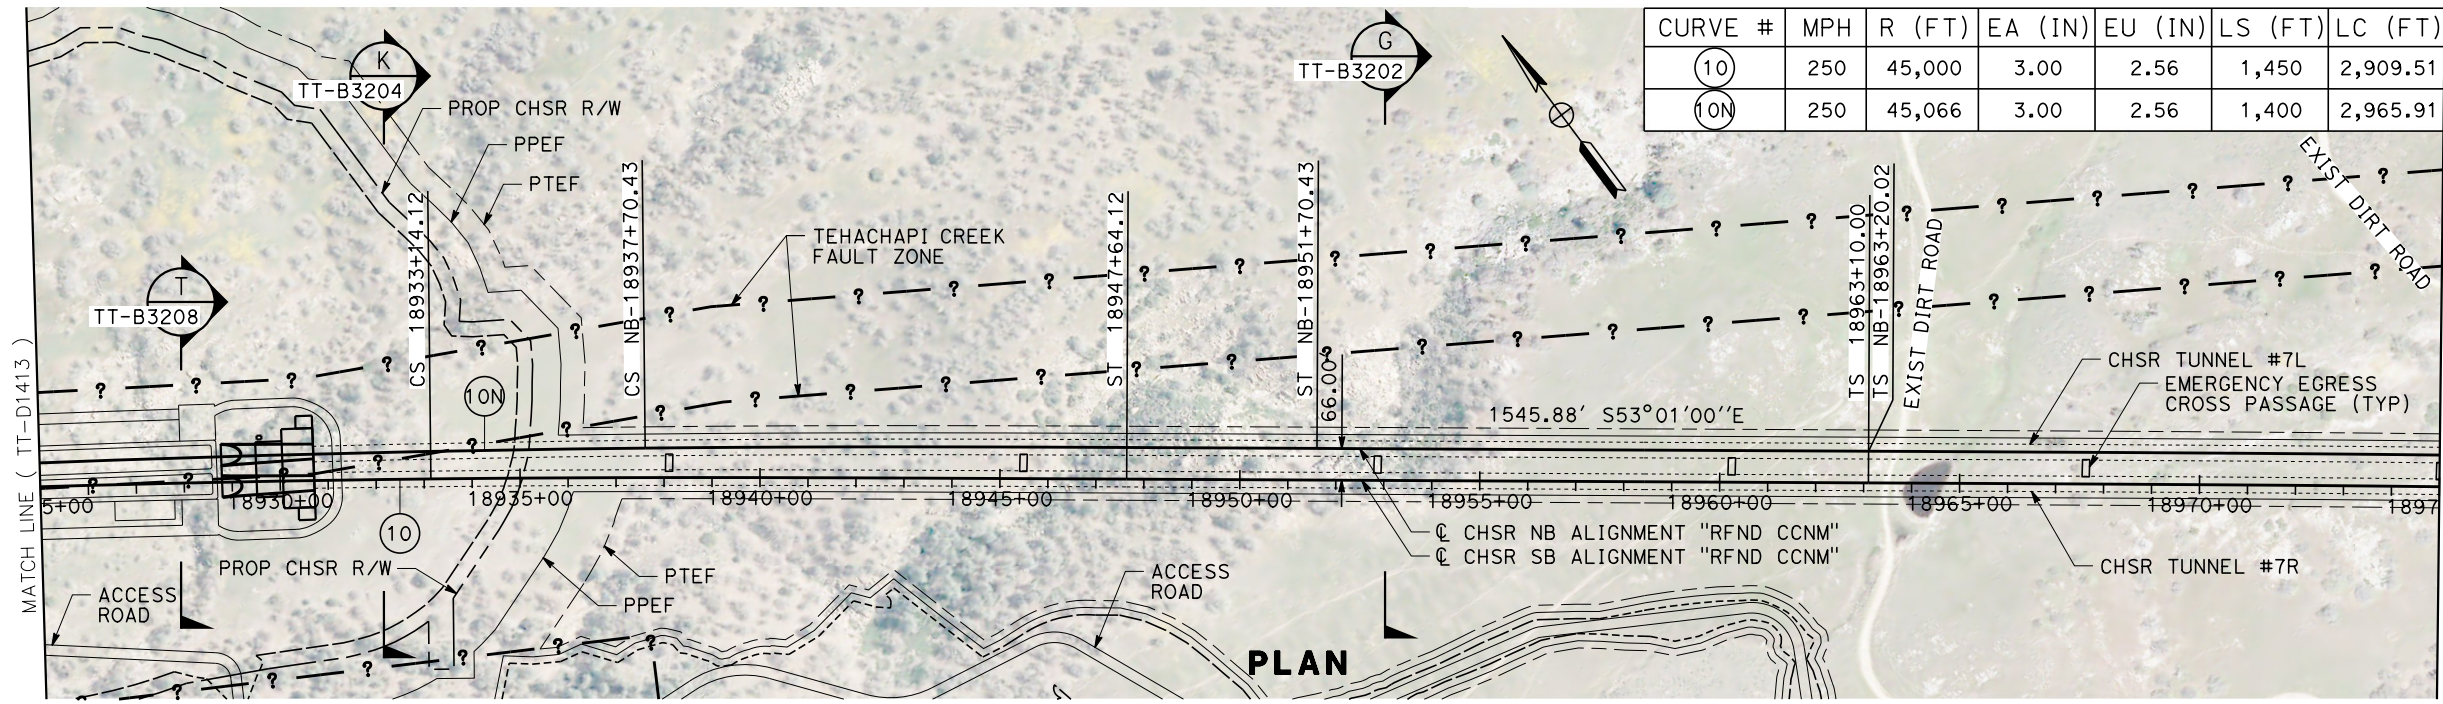 CURVE # MPH R (FT) EA (IN) EU (IN) LS (FT) LC (FT)
10 250 45,000 3.00 2.56 1,450 2,909.51
10N 250 45,066 3.00 2.56 1,400 2,965.91
K
TT-B3204
G
TT-B3202
PROP CHSR R/W
PPEF
PTEF
CS 18933+14.12
CS NB-18937+70.43
ST 18947+64.12
ST NB-18951+70.43
TS 18963+10.00
TS NB-18963+20.02
EXIST DIRT ROAD
EXIST DIRT ROAD
TEHACHAPI CREEK
FAULT ZONE
T
TT-B3208
MATCH LINE ( TT-D1413 )
10N
66.00'
1545.88' S53°01'00''E
CHSR TUNNEL #7L
EMERGENCY EGRESS
CROSS PASSAGE (TYP)
5+00 18930+00 18935+00 18940+00 18945+00 18950+00 18955+00 18960+00 18965+00 18970+00 1897
10
℄ CHSR NB ALIGNMENT "RFND CCNM"
℄ CHSR SB ALIGNMENT "RFND CCNM"
PROP CHSR R/W
PTEF
PPEF
ACCESS
ROAD
ACCESS
ROAD
CHSR TUNNEL #7R
PLAN